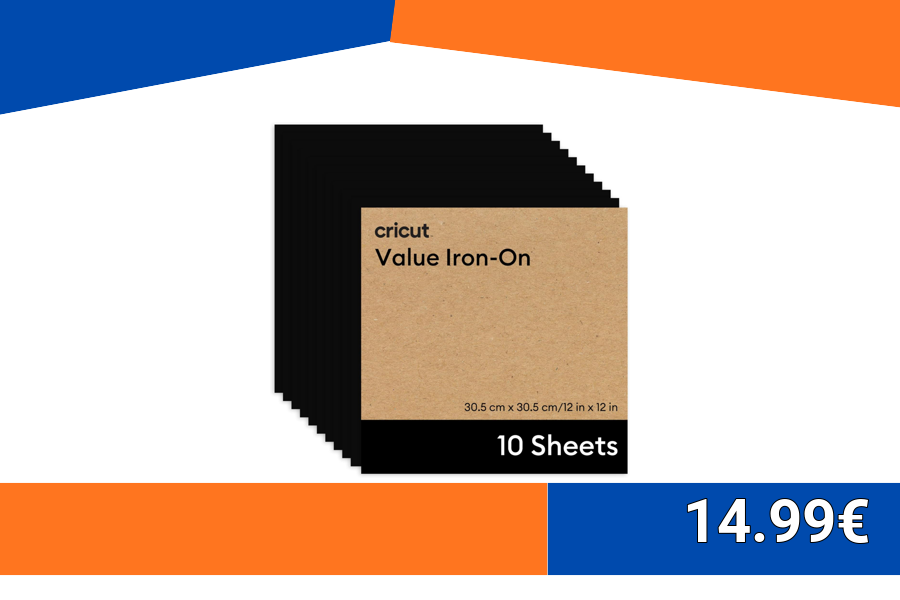 cricut
Value Iron-On
30.5 cm x 30.5 cm/12 in x 12 in
10 Sheets
14.99€